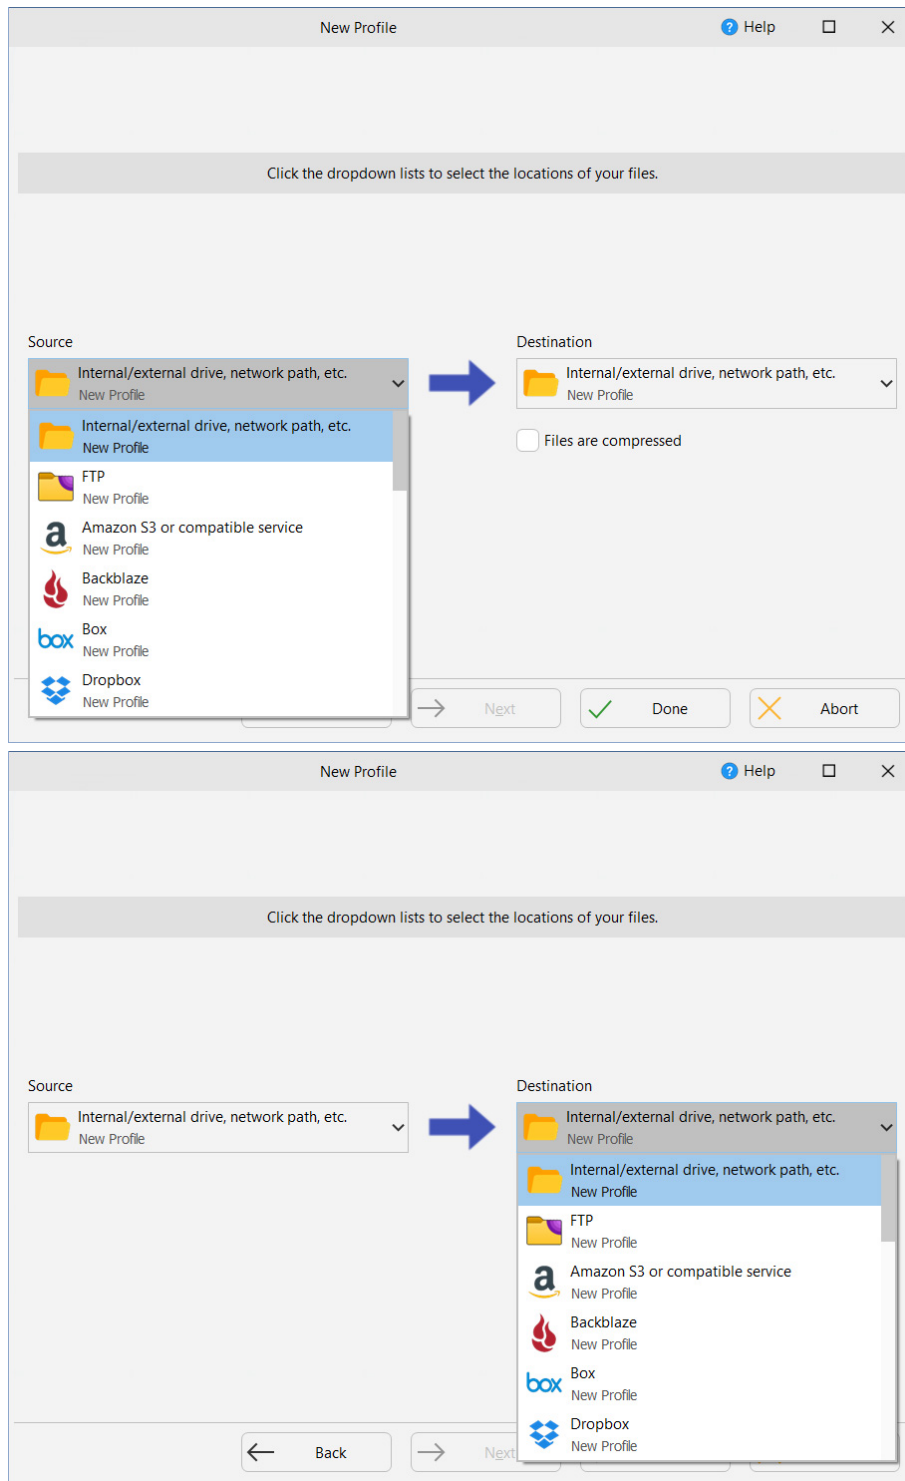 New Profile
Help
Click the dropdown lists to select the locations of your files.
Source
Internal/external drive, network path, etc.
New Profile
Internal/external drive, network path, etc.
New Profile
FTP
New Profile
a
Amazon S3 or compatible service
New Profile
Backblaze
New Profile
box
Box
New Profile
Dropbox
New Profile
Destination
Internal/external drive, network path, etc.
New Profile
Files are compressed
Next
Done
Abort
New Profile
Help
Click the dropdown lists to select the locations of your files.
Source
Internal/external drive, network path, etc.
New Profile
Destination
Internal/external drive, network path, etc.
New Profile
Internal/external drive, network path, etc.
New Profile
FTP
New Profile
a
Amazon S3 or compatible service
New Profile
Backblaze
New Profile
box
Box
New Profile
Dropbox
New Profile
Back
Next